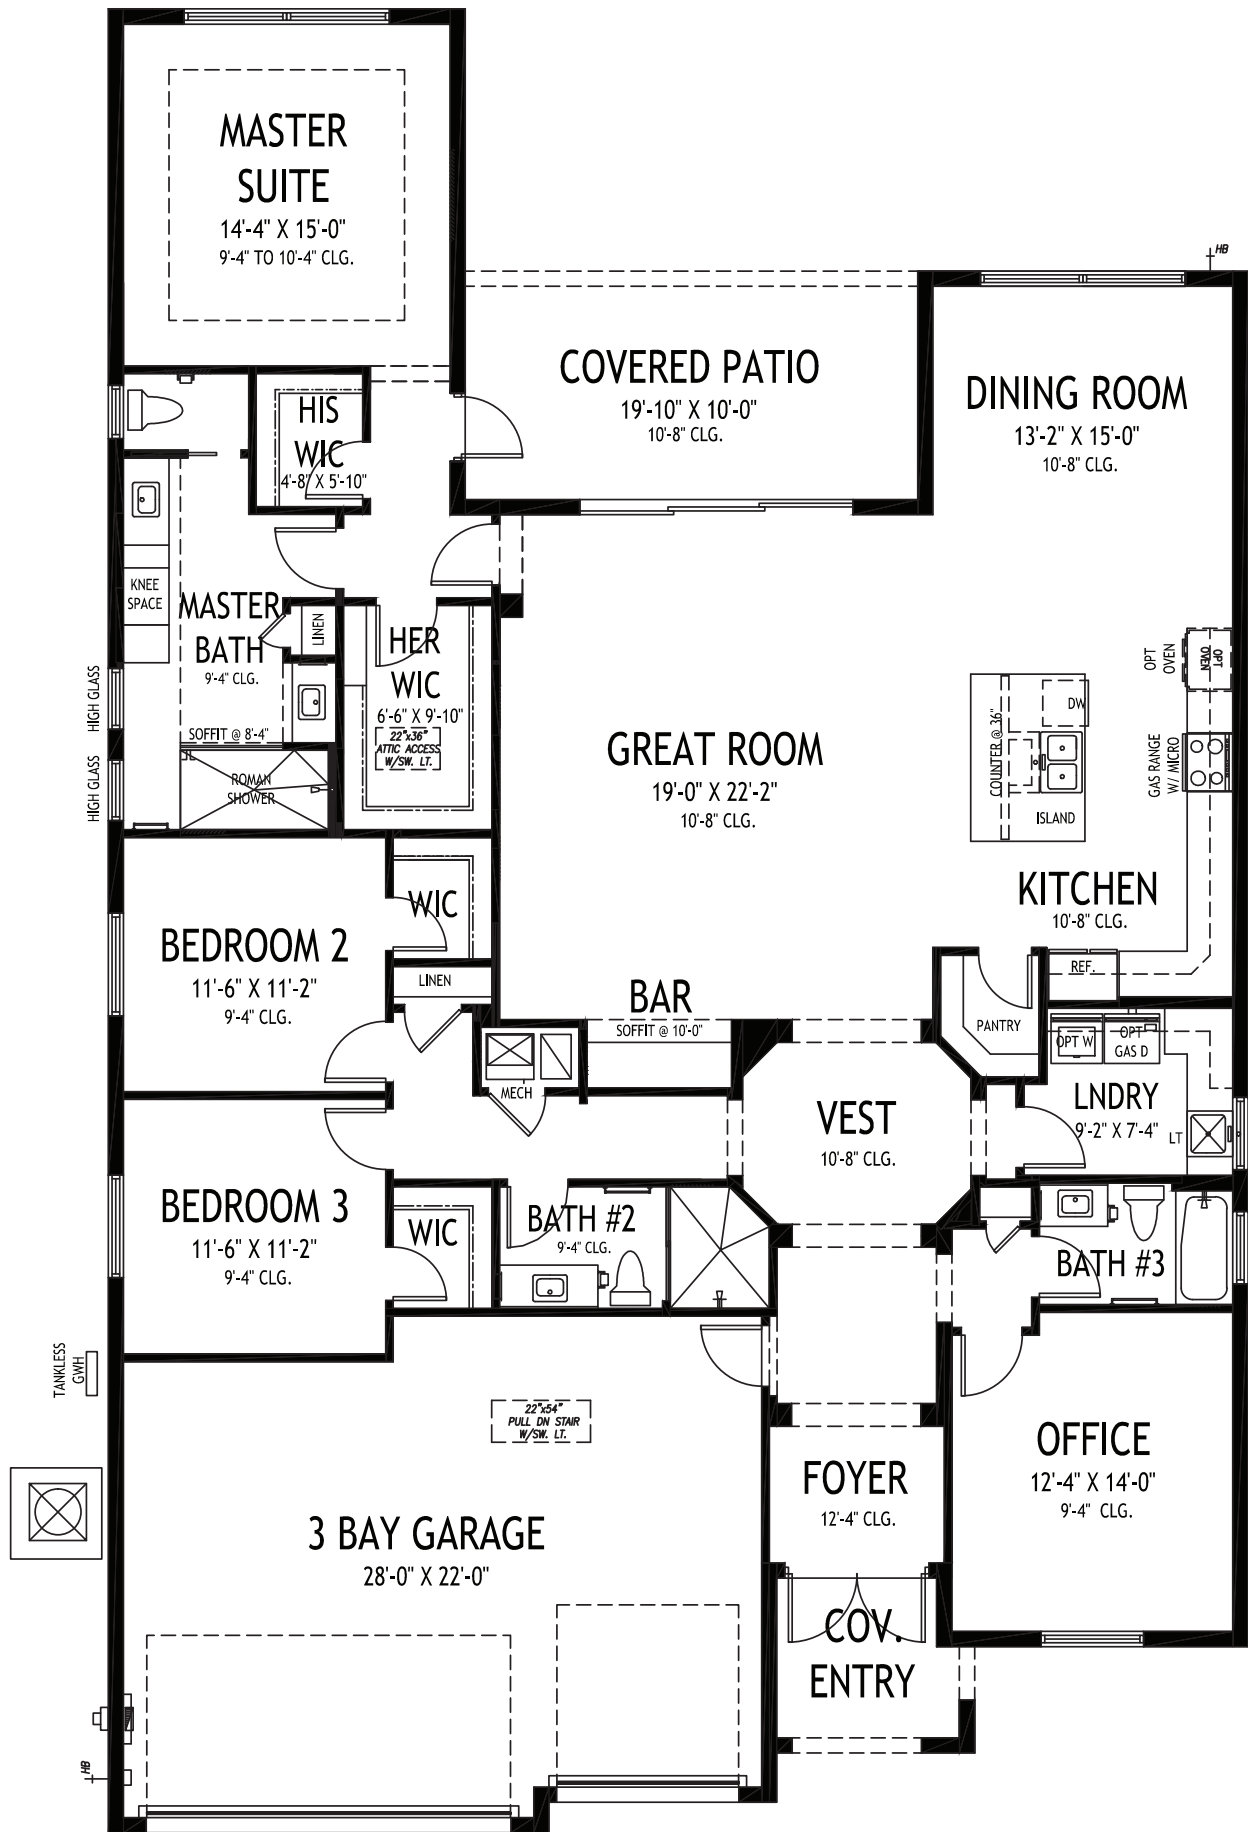 MASTER
SUITE
14'-4" X 15'-0"
9'-4" TO 10'-4" CLG.
HB
COVERED PATIO
19'-10" X 10'-0"
10'-8" CLG.
DINING ROOM
13'-2" X 15'-0"
10'-8" CLG.
HIS
WIC
4'-8" X 5'-10"
KNEE
SPACE
MASTER
BATH
9'-4" CLG.
LINEN
HER
WIC
6'-6" X 9'-10"
22"x36"
ATTIC ACCESS
W/SW. LT.
HIGH GLASS
SOFFIT @ 8'-4"
HIGH GLASS
ROMAN
SHOWER
GREAT ROOM
19'-0" X 22'-2"
10'-8" CLG.
OPT
OVEN
OPT
OVEN
DW
COUNTER @ 36"
ISLAND
GAS RANGE
W/ MICRO
KITCHEN
10'-8" CLG.
REF.
PANTRY
WIC
BEDROOM 2
11'-6" X 11'-2"
9'-4" CLG.
LINEN
BAR
SOFFIT @ 10'-0"
MECH
VEST
10'-8" CLG.
OPT W
OPT
GAS D
LNDRY
9'-2" X 7'-4"
LT
BEDROOM 3
11'-6" X 11'-2"
9'-4" CLG.
WIC
BATH #2
9'-4" CLG.
BATH #3
TANKLESS
GWH
22"x54"
PULL DN STAIR
W/SW. LT.
3 BAY GARAGE
28'-0" X 22'-0"
FOYER
12'-4" CLG.
OFFICE
12'-4" X 14'-0"
9'-4" CLG.
COV.
ENTRY
HB